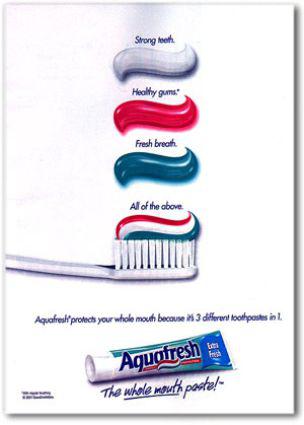 Strong teeth.
Healthy gums.*
Fresh breath.
All of the above.
Aquafresh® protects your whole mouth because it's 3 different toothpastes in 1.
Aquafresh
Extra
Fresh
The whole mouth paste!™